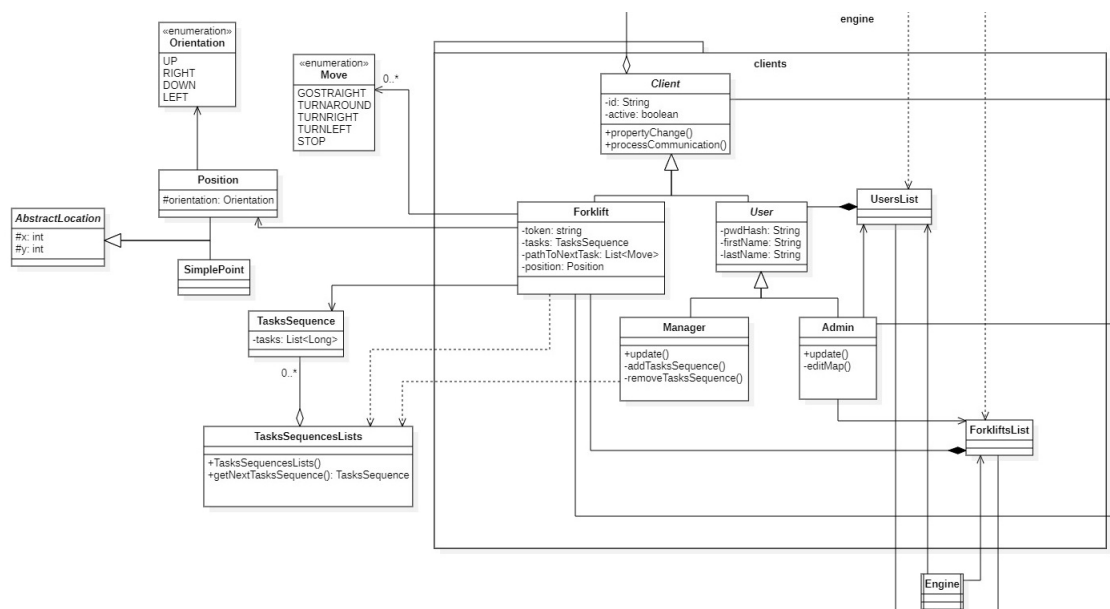 engine
clients
«enumeration»
Orientation
UP
RIGHT
DOWN
LEFT
«enumeration»
Move
GOSTRAIGHT
TURNAROUND
TURNRIGHT
TURNLEFT
STOP
0..*
Client
-id: String
-active: boolean
+propertyChange()
+processCommunication()
Position
#orientation: Orientation
AbstractLocation
#x: int
#y: int
SimplePoint
Forklift
-token: string
-tasks: TasksSequence
-pathToNextTask: List<Move>
-position: Position
User
-pwdHash: String
-firstName: String
-lastName: String
UsersList
TasksSequence
-tasks: List<Long>
0..*
Manager
+update()
-addTasksSequence()
-removeTasksSequence()
Admin
+update()
-editMap()
TasksSequencesLists
+TasksSequencesLists()
+getNextTasksSequence(): TasksSequence
ForkliftsList
Engine